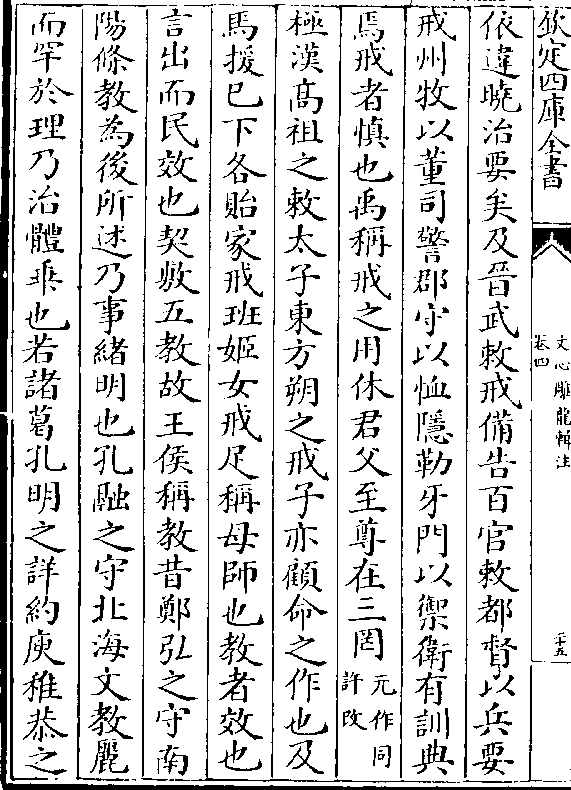 欽定四庫全書
文心雕龍輯注
卷四
二十五
依違曉治要矣及晉武敕戒備告百官敕都督以兵要
戒州牧以董司警郡守以恤隱勒牙門以禦衛有訓典
焉戒者慎也禹稱戒之用休君父至尊在三罔元作同許改
極漢高祖之敕太子東方朔之戒子亦顧命之作也及
馬援已下各貽家戒班姬女戒足稱母師也教者效也
言出而民效也契敷五教故王侯稱教昔鄭弘之守南
陽條教為後所述乃事緒明也孔融之守北海文教麗
而罕於理乃治體乖也若諸葛孔明之詳約庾稚恭之